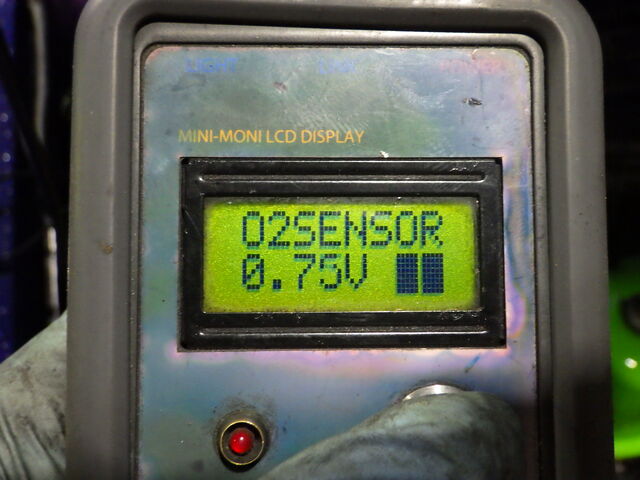 MINI-MONI LCD DISPLAY
O2SENSOR
0.75V